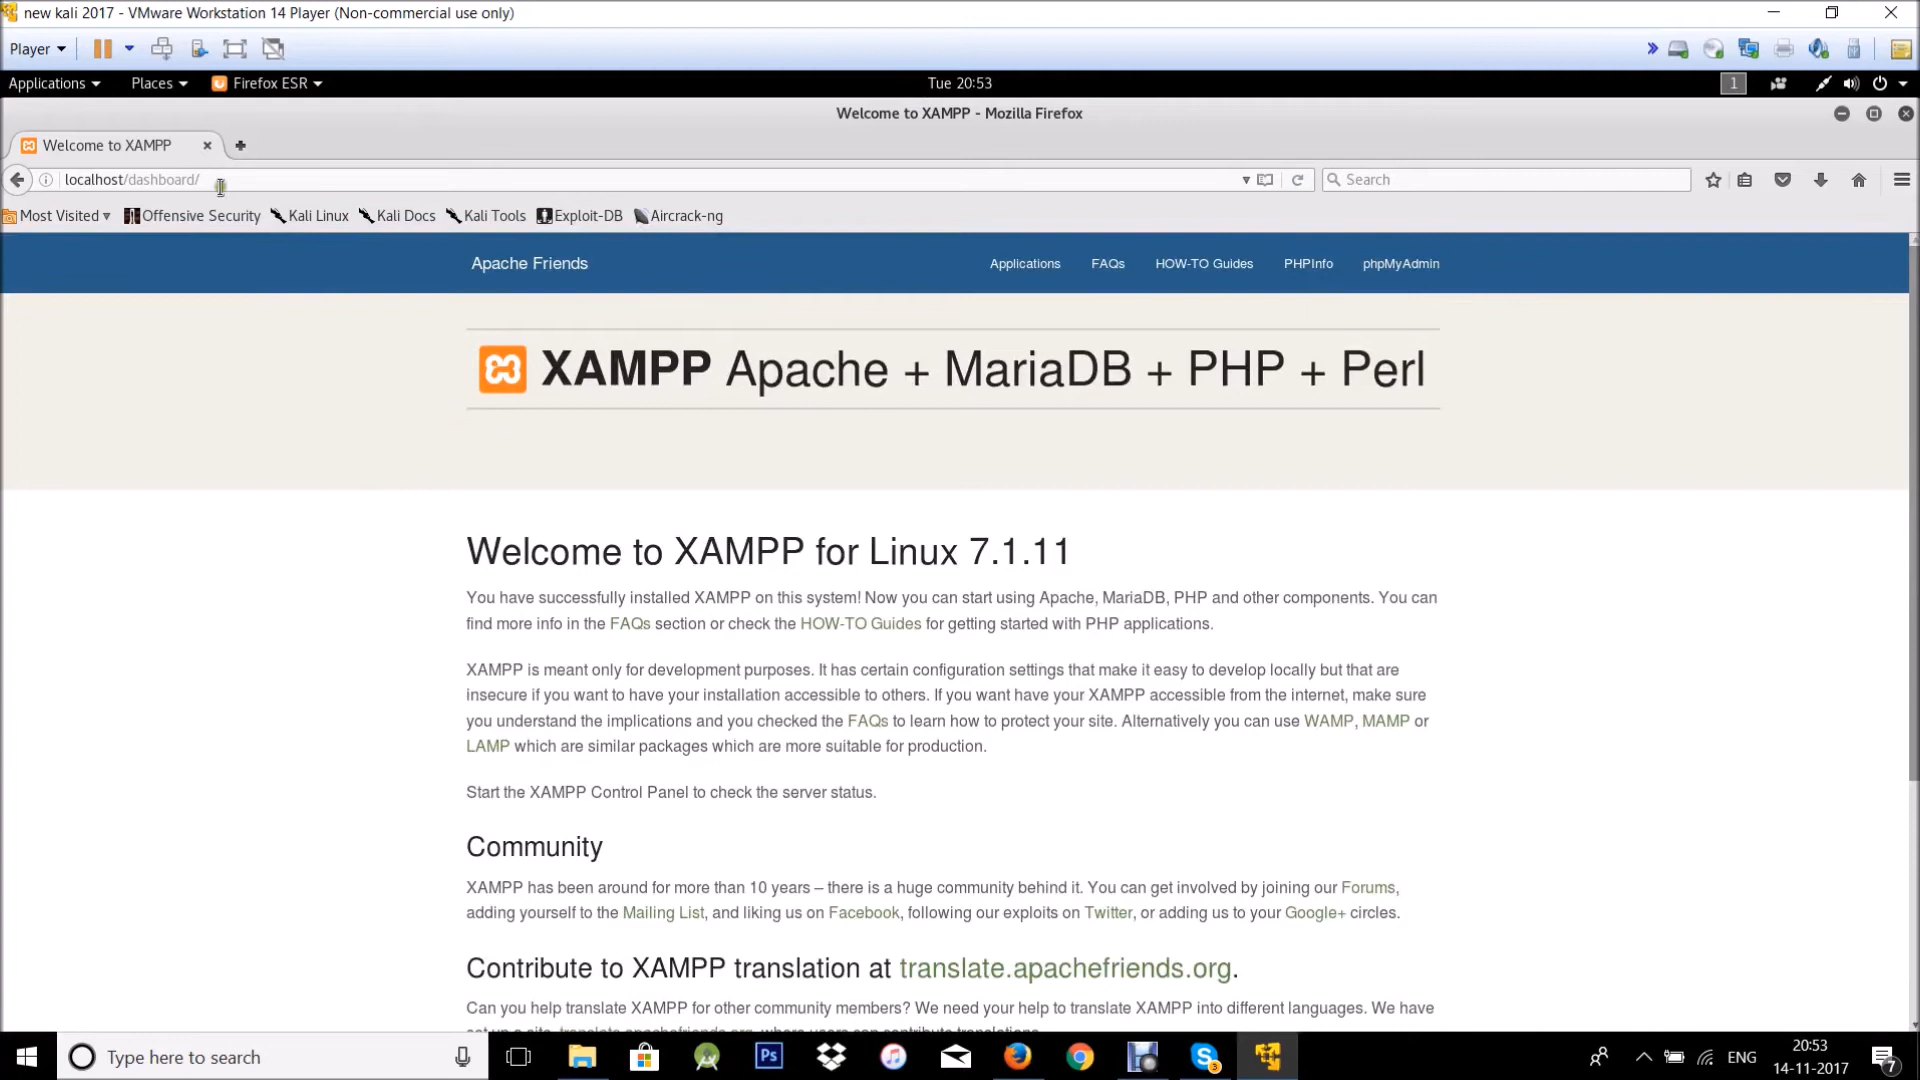 new kali 2017 - VMware Workstation 14 Player (Non-commercial use only)
Player
Applications Places Firefox ESR Tue 20:53 1
Welcome to XAMPP - Mozilla Firefox
Welcome to XAMPP
localhost/dashboard/ Search
Most Visited Offensive Security Kali Linux Kali Docs Kali Tools Exploit-DB Aircrack-ng
Apache Friends Applications FAQs HOW-TO Guides PHPInfo phpMyAdmin
XAMPP Apache + MariaDB + PHP + Perl
Welcome to XAMPP for Linux 7.1.11
You have successfully installed XAMPP on this system! Now you can start using Apache, MariaDB, PHP and other components. You can
find more info in the FAQs section or check the HOW-TO Guides for getting started with PHP applications.
XAMPP is meant only for development purposes. It has certain configuration settings that make it easy to develop locally but that are
insecure if you want to have your installation accessible to others. If you want have your XAMPP accessible from the internet, make sure
you understand the implications and you checked the FAQs to learn how to protect your site. Alternatively you can use WAMP, MAMP or
LAMP which are similar packages which are more suitable for production.
Start the XAMPP Control Panel to check the server status.
Community
XAMPP has been around for more than 10 years – there is a huge community behind it. You can get involved by joining our Forums,
adding yourself to the Mailing List, and liking us on Facebook, following our exploits on Twitter, or adding us to your Google+ circles.
Contribute to XAMPP translation at translate.apachefriends.org.
Can you help translate XAMPP for other community members? We need your help to translate XAMPP into different languages. We have
set up a site, translate.apachefriends.org, where users can contribute translations.
Type here to search Ps 3 ENG 20:53
14-11-2017 7